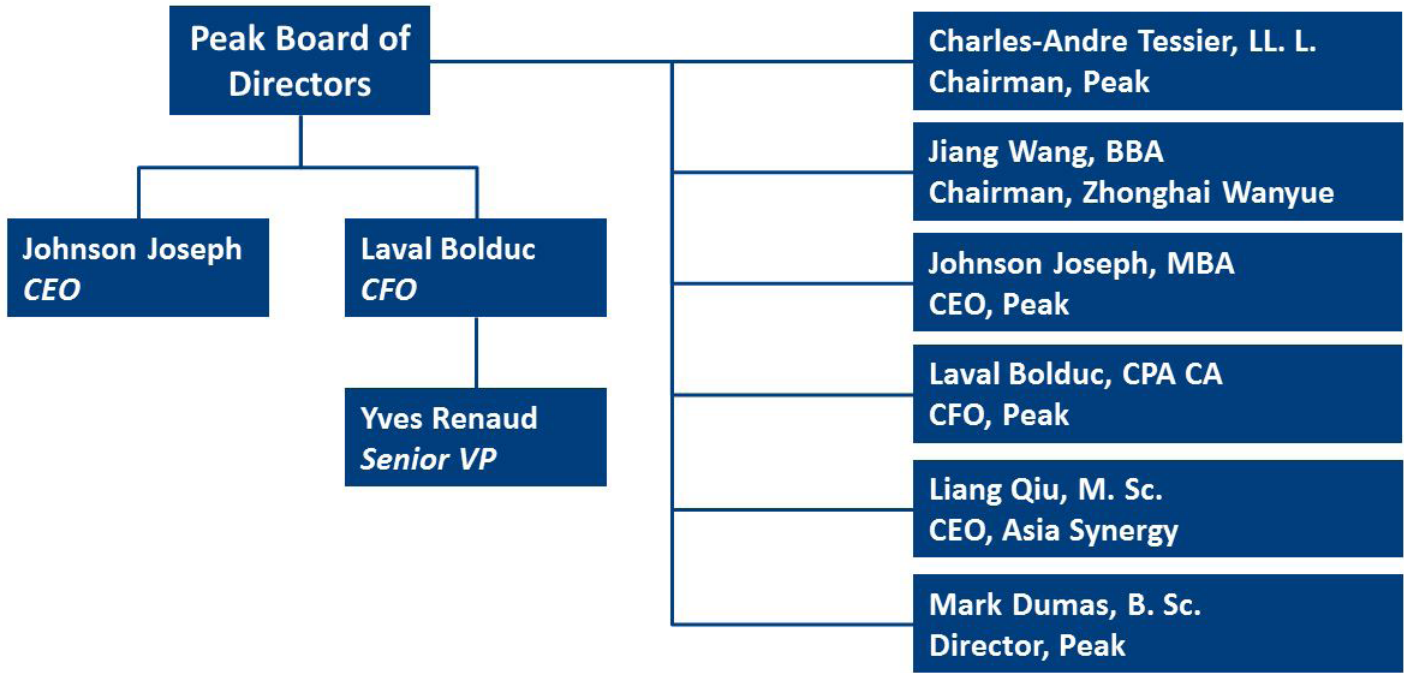 Peak Board of
Directors
Johnson Joseph
CEO
Laval Bolduc
CFO
Yves Renaud
Senior VP
Charles-Andre Tessier, LL. L.
Chairman, Peak
Jiang Wang, BBA
Chairman, Zhonghai Wanyue
Johnson Joseph, MBA
CEO, Peak
Laval Bolduc, CPA CA
CFO, Peak
Liang Qiu, M. Sc.
CEO, Asia Synergy
Mark Dumas, B. Sc.
Director, Peak